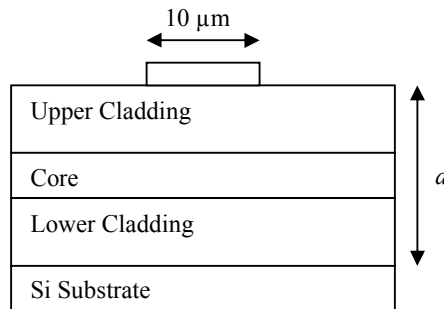 10 µm
Upper Cladding
Core
d
Lower Cladding
Si Substrate